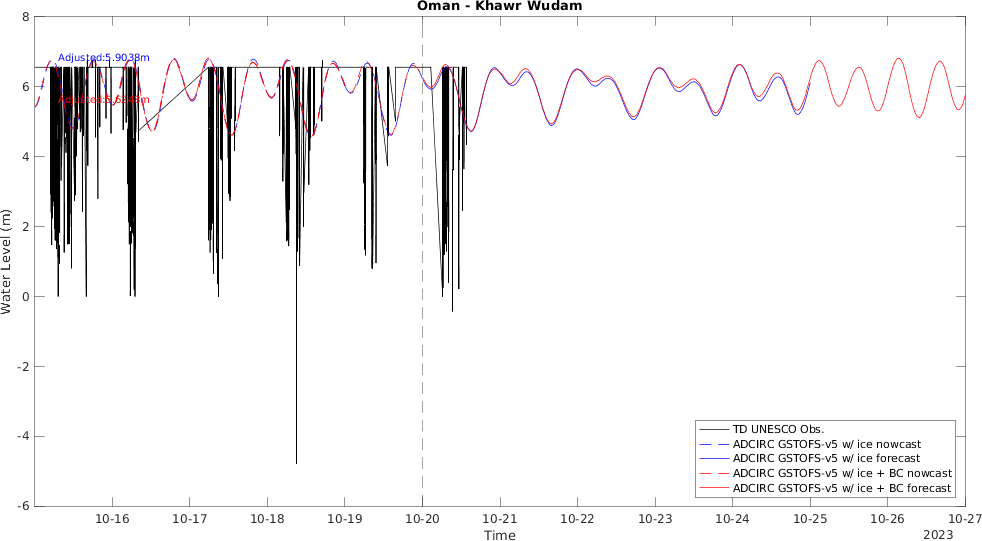 Oman - Khawr Wudam
8
6
4
2
0
-2
-4
-6
Water Level (m)
Adjusted:5.9038m
TD UNESCO Obs.
ADCIRC GSTOFS-v5 w/ ice nowcast
ADCIRC GSTOFS-v5 w/ ice forecast
ADCIRC GSTOFS-v5 w/ ice + BC nowcast
ADCIRC GSTOFS-v5 w/ ice + BC forecast
10-16 10-17 10-18 10-19 10-20 10-21 10-22 10-23 10-24 10-25 10-26 10-27
Time
2023